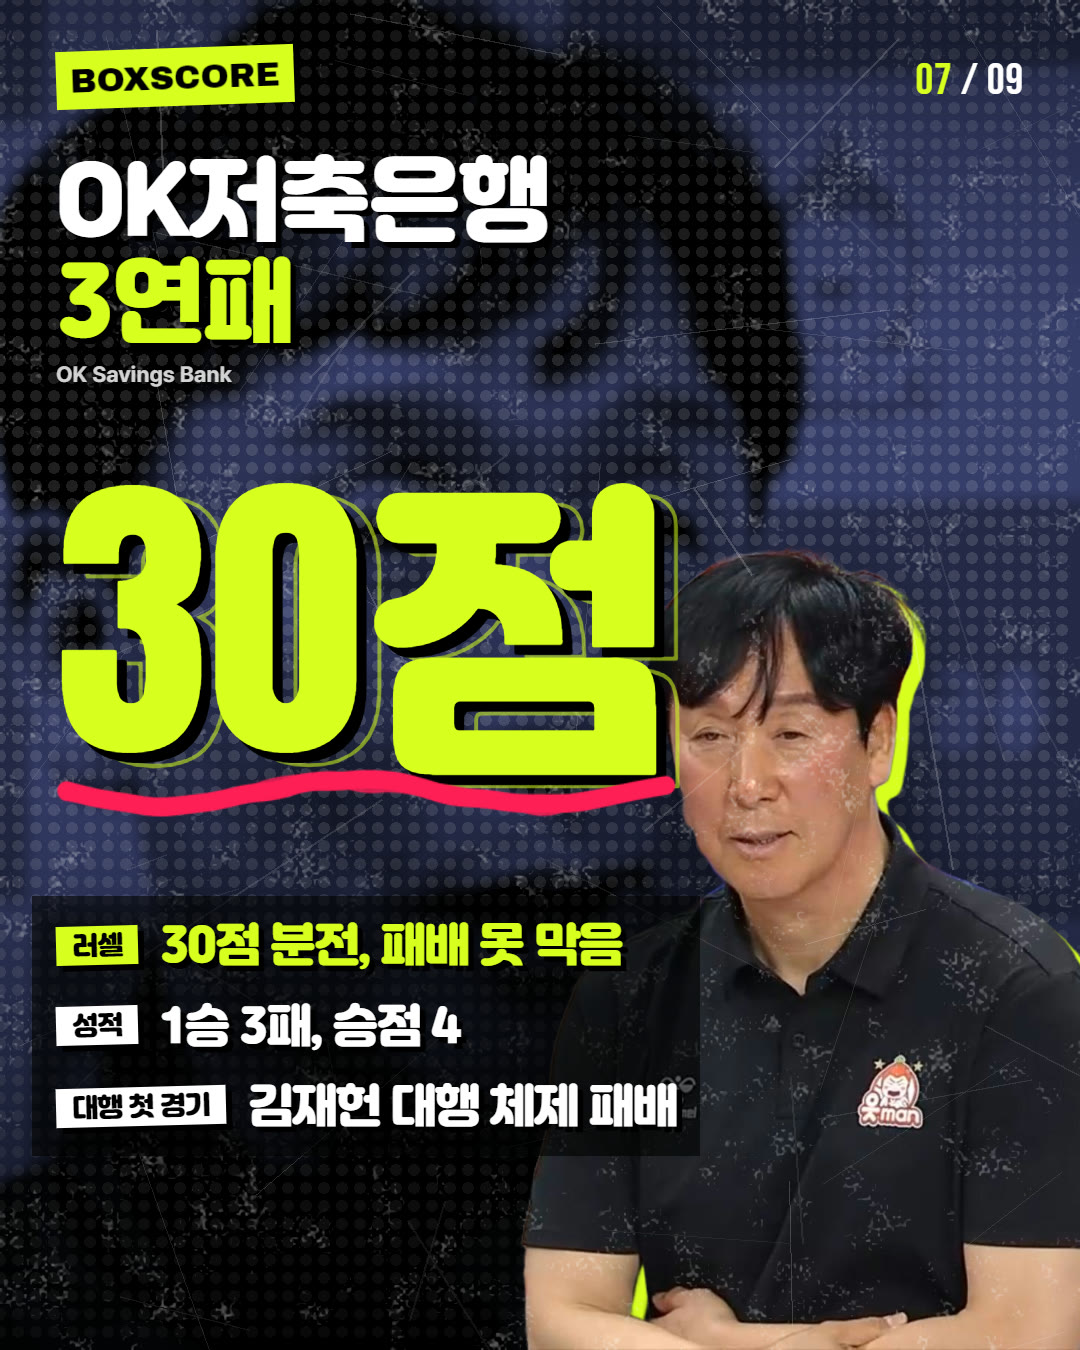 BOXSCORE
07 / 09
OK저축은행
3연패
OK Savings Bank
30점
러셀 30점 분전, 패배 못 막음
성적 1승 3패, 승점 4
대행 첫 경기 김재헌 대행 체제 패배
옷man